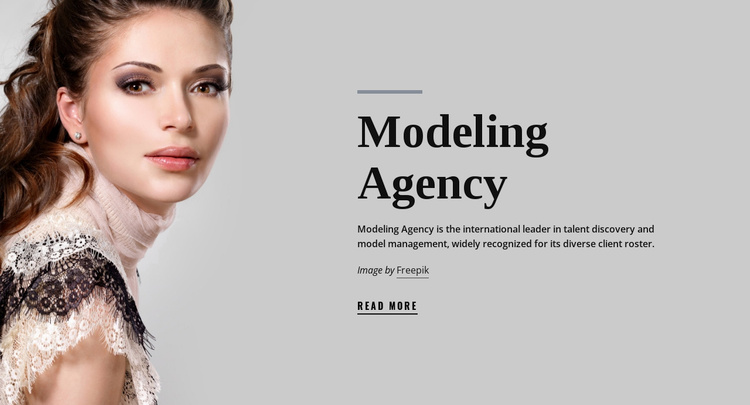 Modeling
Agency
Modeling Agency is the international leader in talent discovery and
model management, widely recognized for its diverse client roster.
Image by Freepik
READ MORE